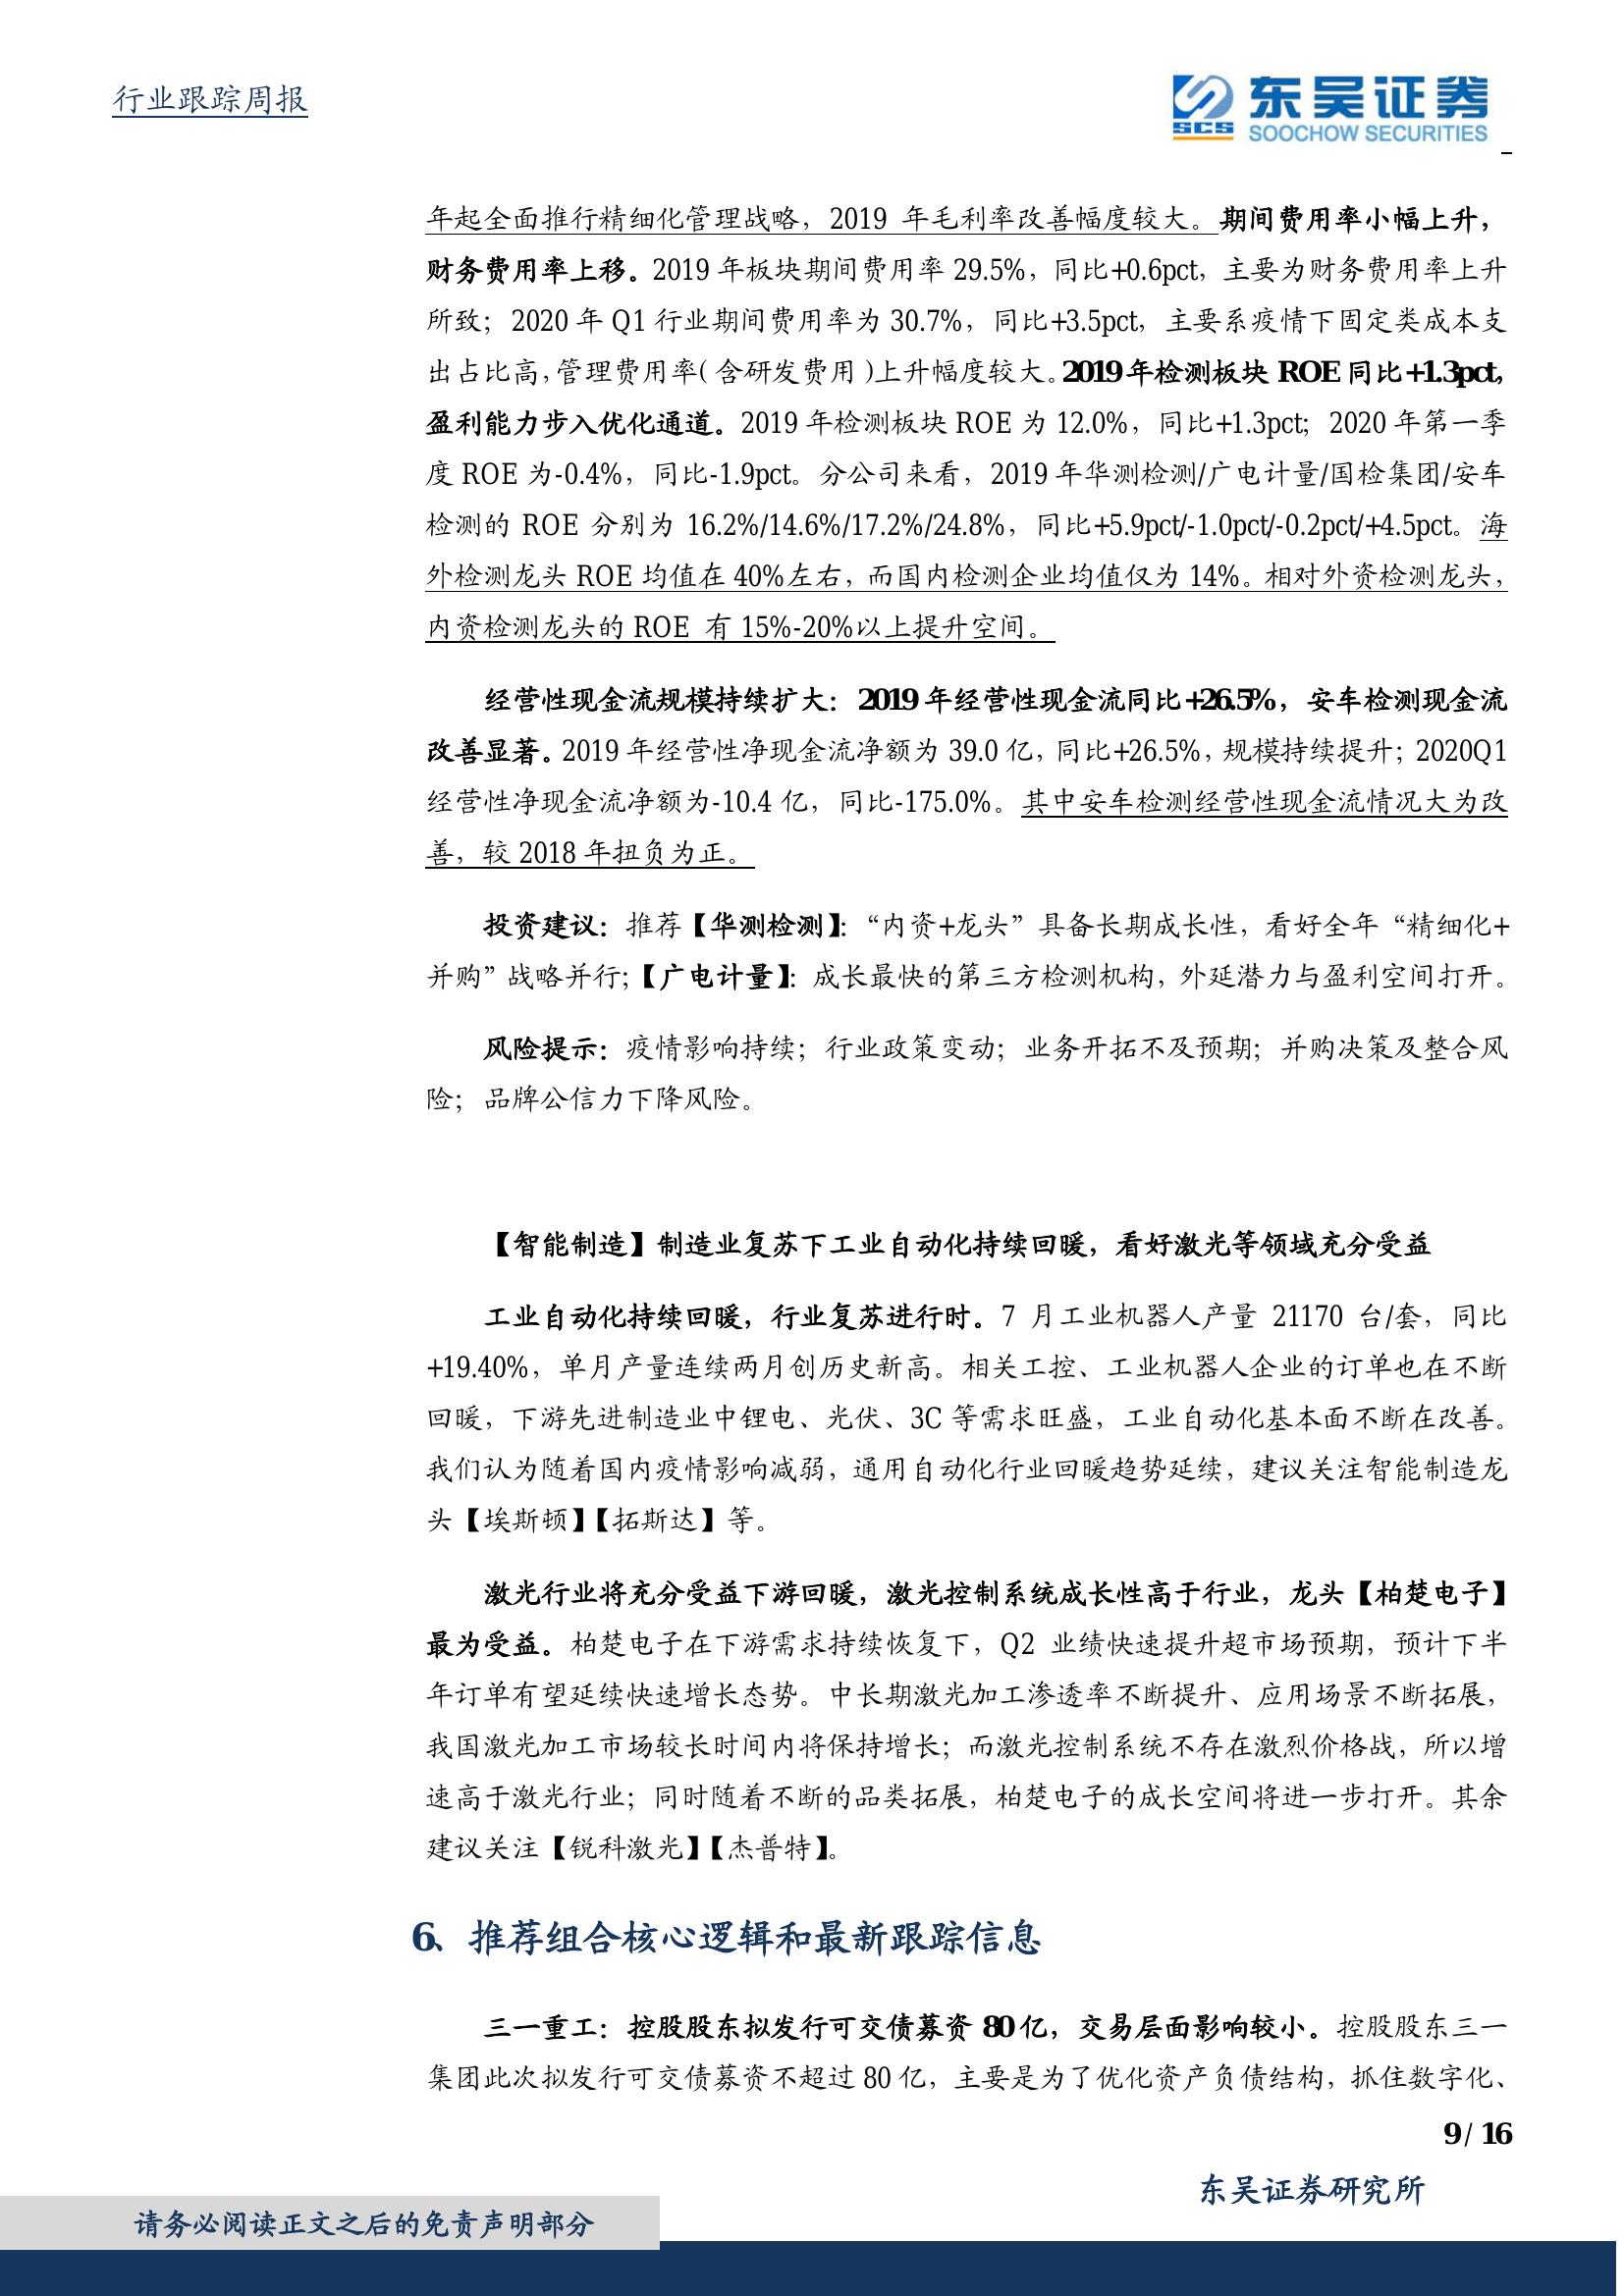 行业跟踪周报
SCS 东吴证券
SOOCHOW SECURITIES
年起全面推行精细化管理战略，2019 年毛利率改善幅度较大。期间费用率小幅上升，
财务费用率上移。2019 年板块期间费用率 29.5%，同比+0.6pct，主要为财务费用率上升
所致；2020 年 Q1 行业期间费用率为 30.7%，同比+3.5pct，主要系疫情下固定类成本支
出占比高，管理费用率（含研发费用）上升幅度较大。2019 年检测板块 ROE 同比+1.3pct，
盈利能力步入优化通道。2019 年检测板块 ROE 为 12.0%，同比+1.3pct；2020 年第一季
度 ROE 为-0.4%，同比-1.9pct。分公司来看，2019 年华测检测/广电计量/国检集团/安车
检测的 ROE 分别为 16.2%/14.6%/17.2%/24.8%，同比+5.9pct/-1.0pct/-0.2pct/+4.5pct。海
外检测龙头 ROE 均值在 40%左右，而国内检测企业均值仅为 14%。相对外资检测龙头，
内资检测龙头的 ROE 有 15%-20%以上提升空间。
经营性现金流规模持续扩大：2019 年经营性现金流同比+26.5%，安车检测现金流
改善显著。2019 年经营性净现金流净额为 39.0 亿，同比+26.5%，规模持续提升；2020Q1
经营性净现金流净额为-10.4 亿，同比-175.0%。其中安车检测经营性现金流情况大为改
善，较 2018 年扭负为正。
投资建议：推荐【华测检测】：“内资+龙头”具备长期成长性，看好全年“精细化+
并购”战略并行；【广电计量】：成长最快的第三方检测机构，外延潜力与盈利空间打开。
风险提示：疫情影响持续；行业政策变动；业务开拓不及预期；并购决策及整合风
险；品牌公信力下降风险。
【智能制造】制造业复苏下工业自动化持续回暖，看好激光等领域充分受益
工业自动化持续回暖，行业复苏进行时。7 月工业机器人产量 21170 台/套，同比
+19.40%，单月产量连续两月创历史新高。相关工控、工业机器人企业的订单也在不断
回暖，下游先进制造业中锂电、光伏、3C 等需求旺盛，工业自动化基本面不断在改善。
我们认为随着国内疫情影响减弱，通用自动化行业回暖趋势延续，建议关注智能制造龙
头【埃斯顿】【拓斯达】等。
激光行业将充分受益下游回暖，激光控制系统成长性高于行业，龙头【柏楚电子】
最为受益。柏楚电子在下游需求持续恢复下，Q2 业绩快速提升超市场预期，预计下半
年订单有望延续快速增长态势。中长期激光加工渗透率不断提升、应用场景不断拓展，
我国激光加工市场较长时间内将保持增长；而激光控制系统不存在激烈价格战，所以增
速高于激光行业；同时随着不断的品类拓展，柏楚电子的成长空间将进一步打开。其余
建议关注【锐科激光】【杰普特】。
6、推荐组合核心逻辑和最新跟踪信息
三一重工：控股股东拟发行可交债募资 80 亿，交易层面影响较小。控股股东三一
集团此次拟发行可交债募资不超过 80 亿，主要是为了优化资产负债结构，抓住数字化、
9 / 16
东吴证券研究所
请务必阅读正文之后的免责声明部分